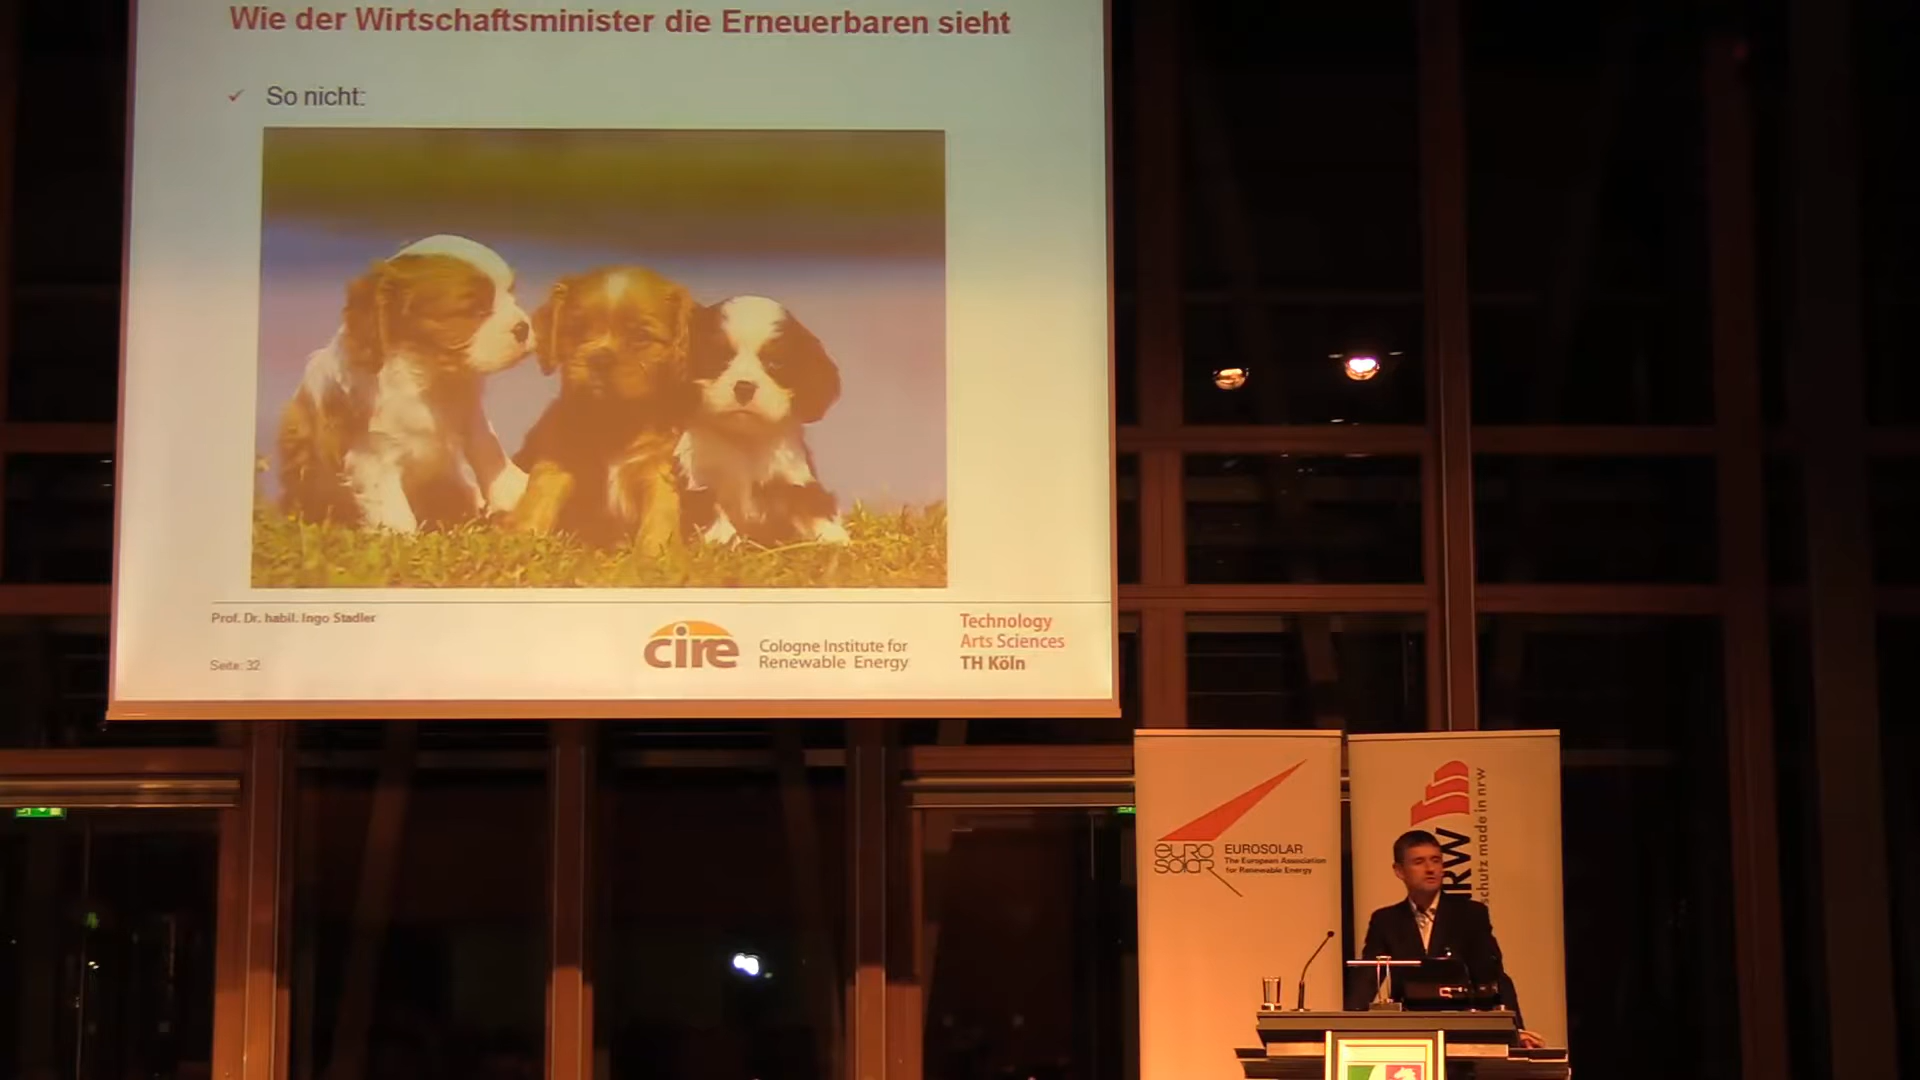 Wie der Wirtschaftsminister die Erneuerbaren sieht
So nicht:
Prof. Dr. habil. Ingo Stadler
Seite: 32
cire
Cologne Institute for
Renewable Energy
Technology
Arts Sciences
TH Köln
euro
solar
EUROSOLAR
The European Association
for Renewable Energy
RW
schutz made in nrw